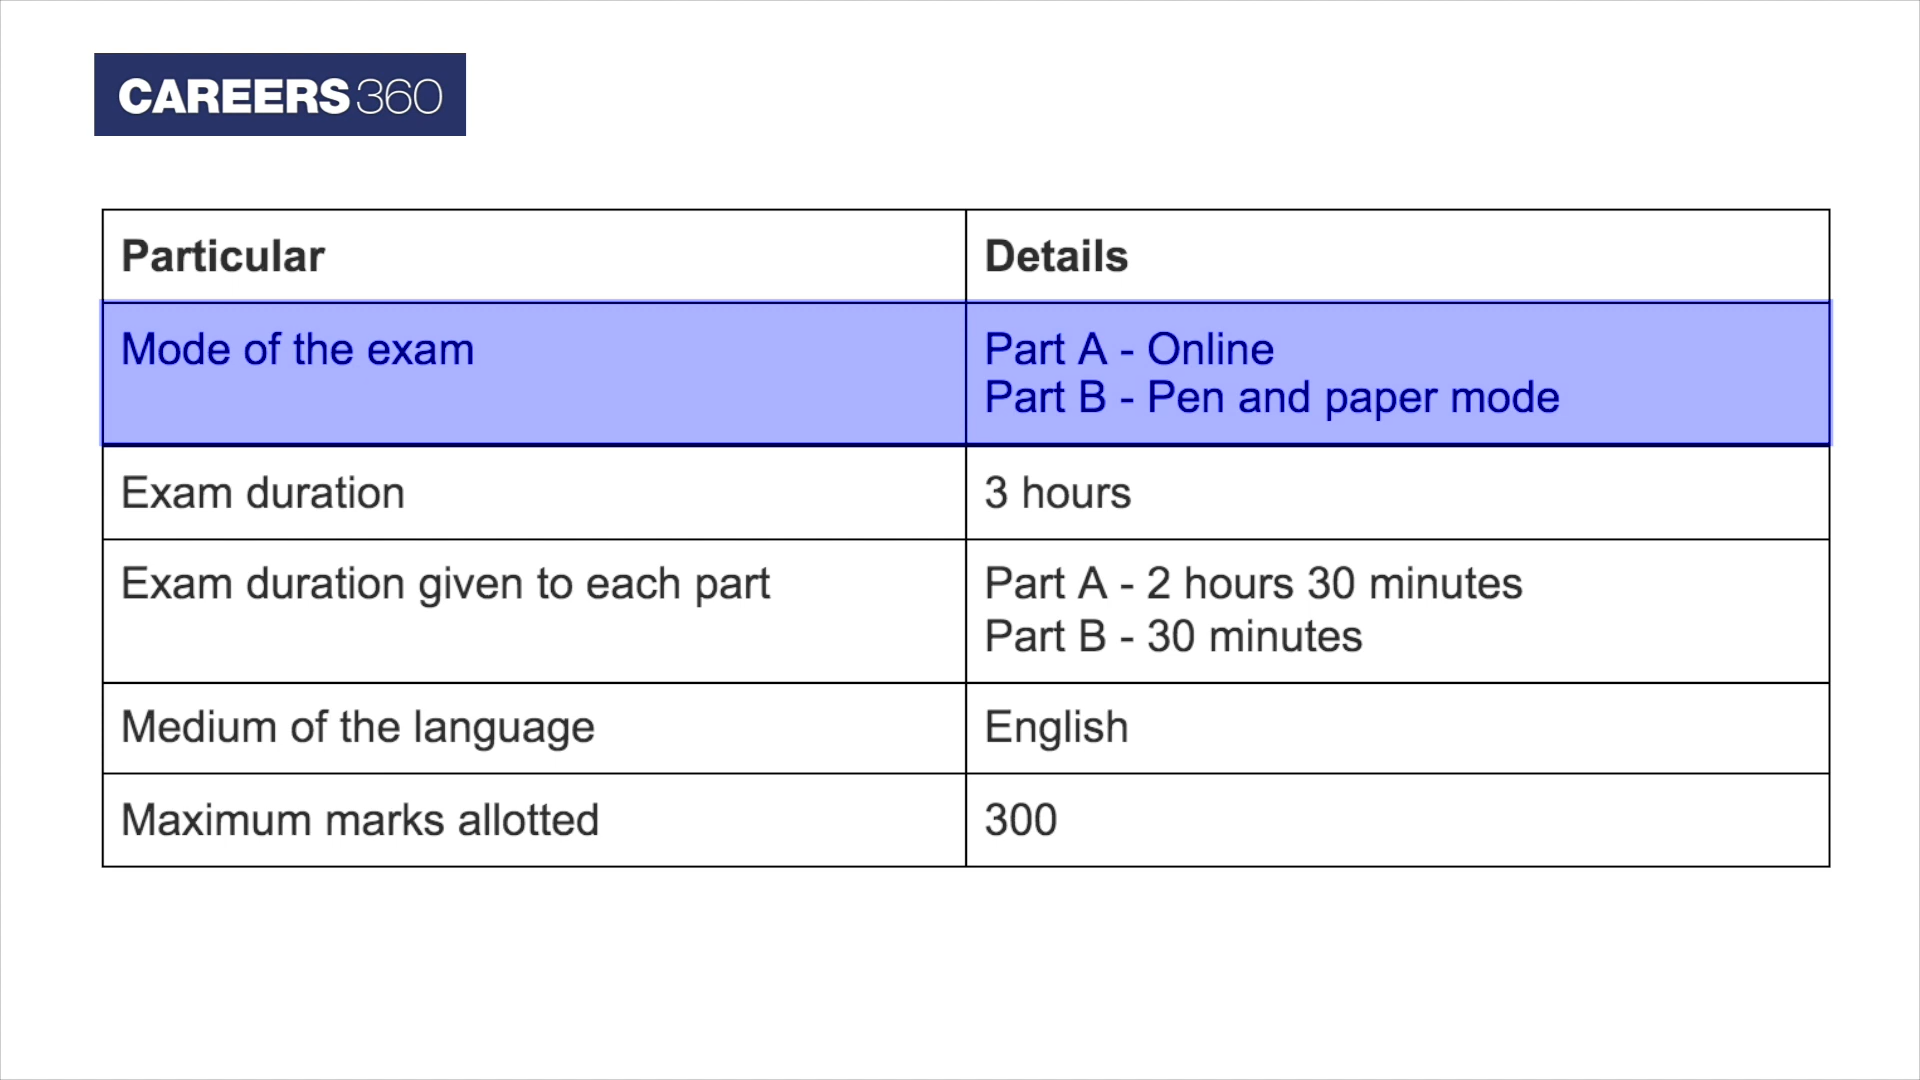 CAREERS360
Particular
Details
Mode of the exam
Part A - Online
Part B - Pen and paper mode
Exam duration
3 hours
Exam duration given to each part
Part A - 2 hours 30 minutes
Part B - 30 minutes
Medium of the language
English
Maximum marks allotted
300